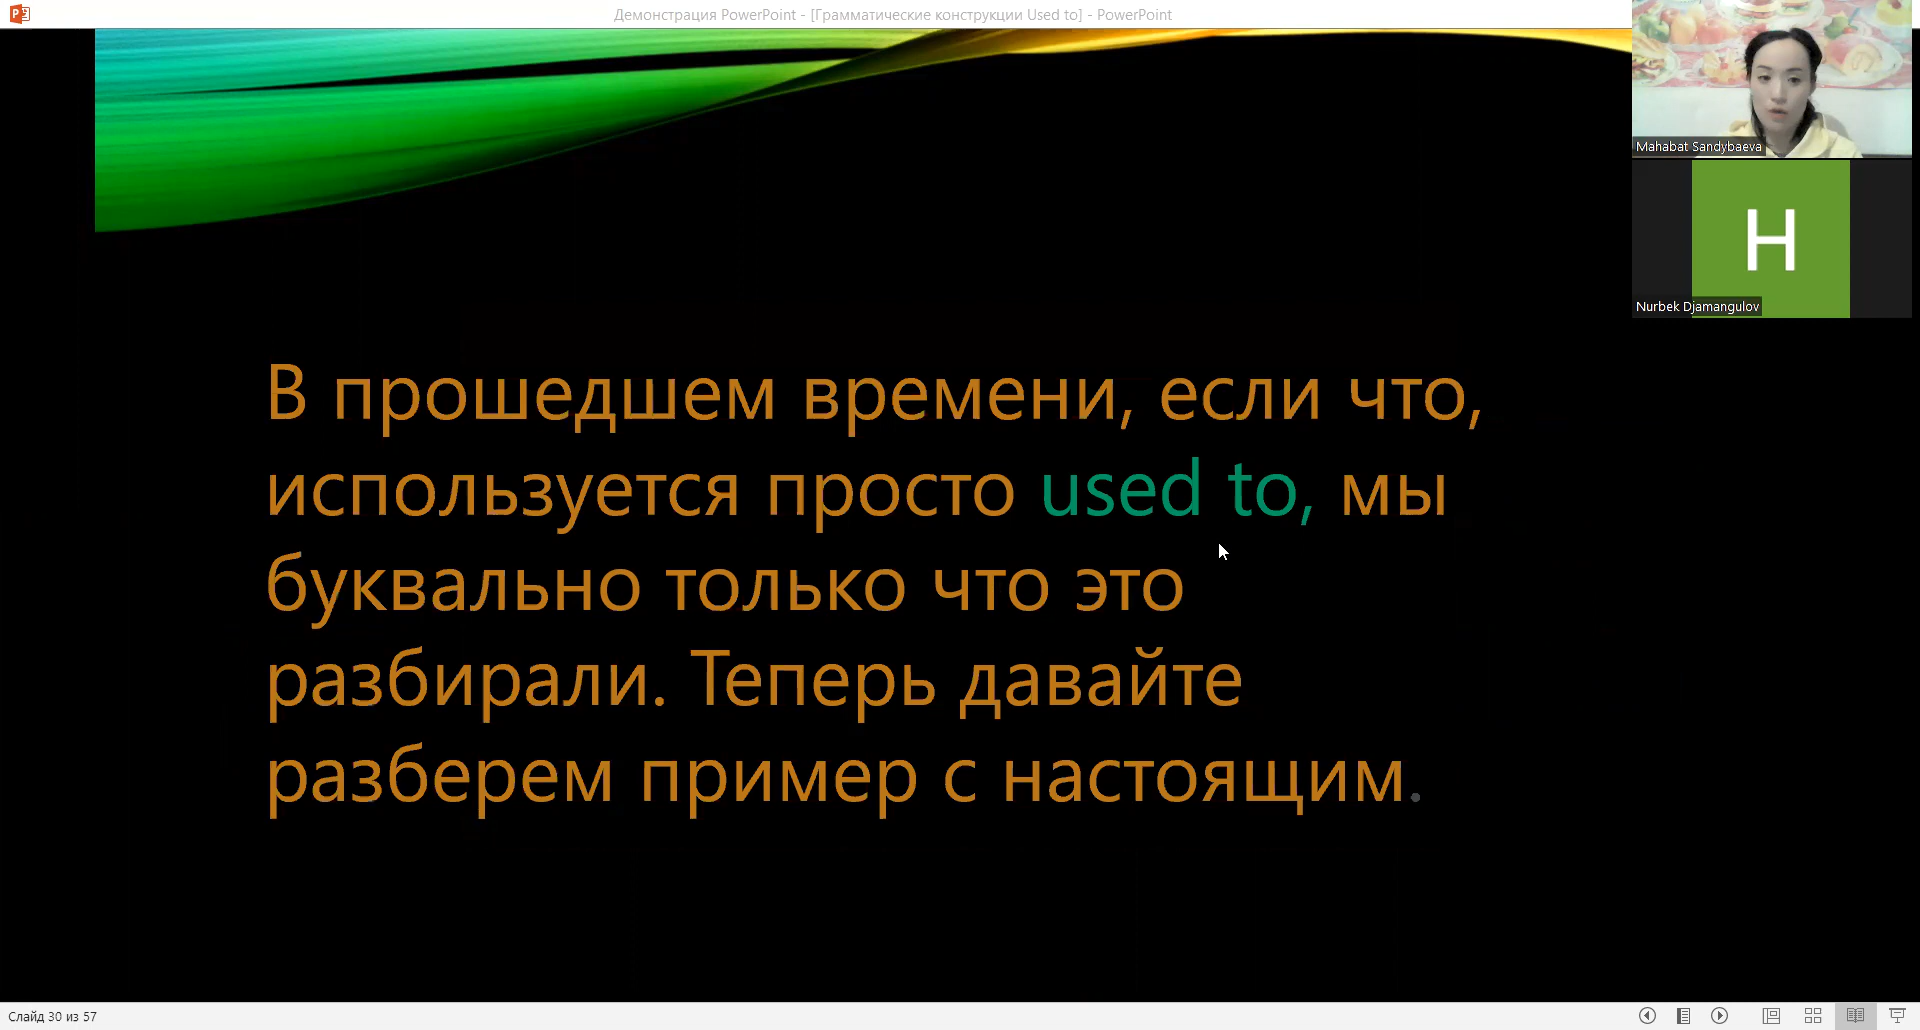 Демонстрация PowerPoint - [Грамматические конструкции Used to] - PowerPoint
Mahabat Sandybaeva
H
Nurbek Djamangulov
В прошедшем времени, если что,
используется просто used to, мы
буквально только что это
разбирали. Теперь давайте
разберем пример с настоящим.
Слайд 30 из 57